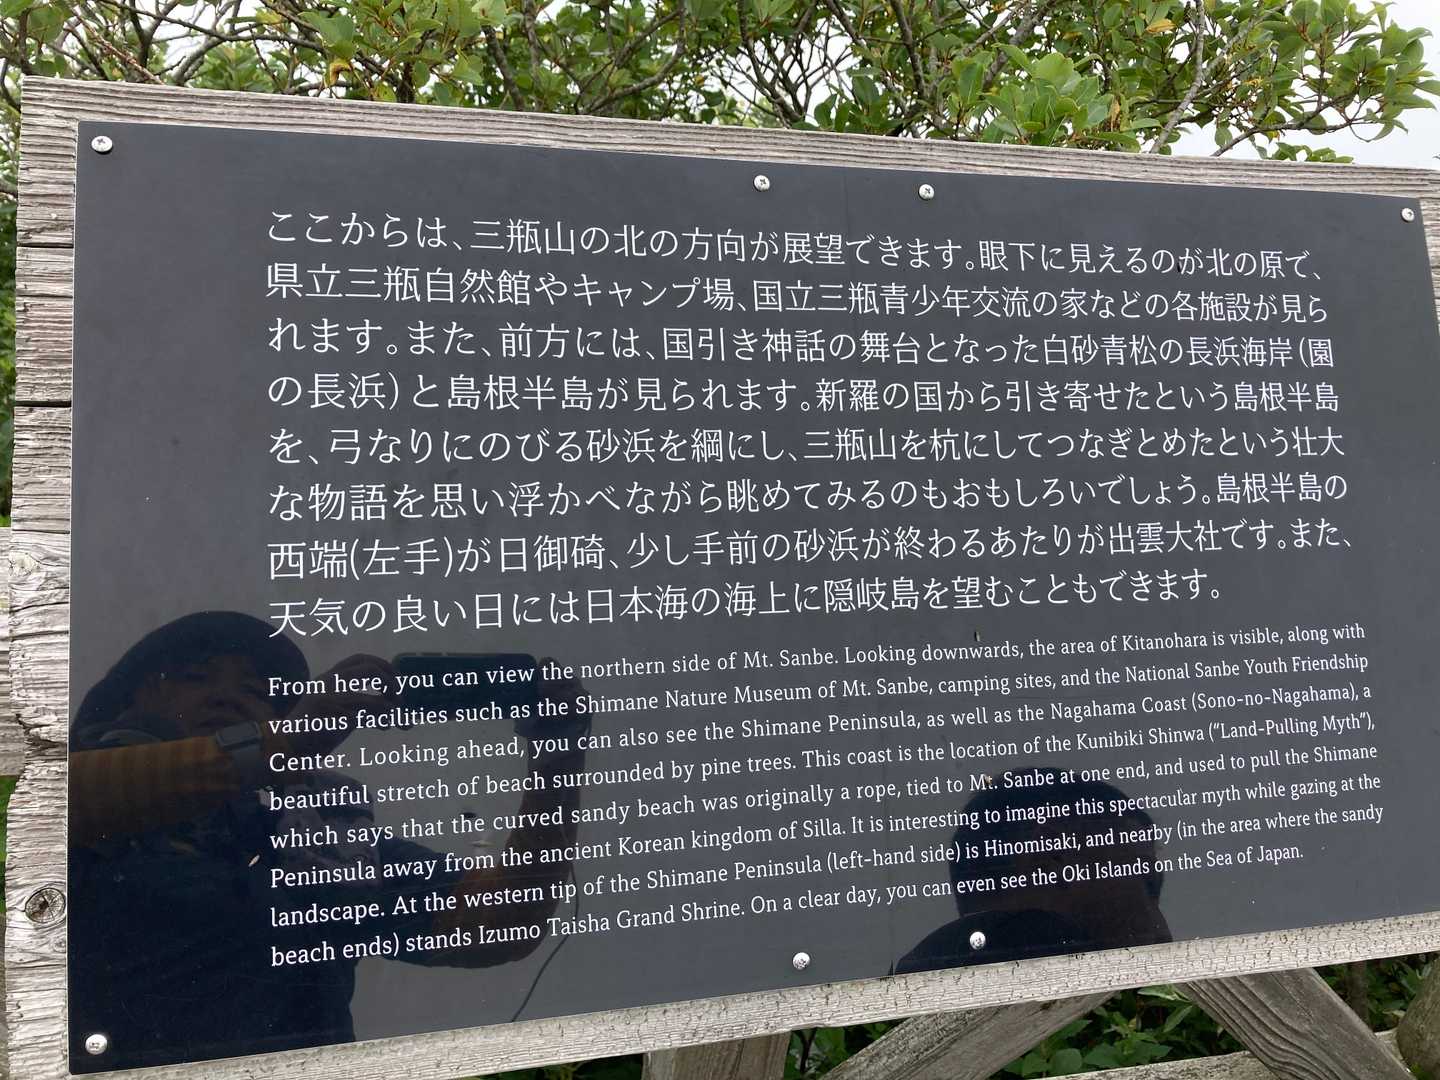 ここからは、三瓶山の北の方向が展望できます。眼下に見えるのが北の原で、
県立三瓶自然館やキャンプ場、国立三瓶青少年交流の家などの各施設が見ら
れます。また、前方には、国引き神話の舞台となった白砂青松の長浜海岸(園
の長浜)と島根半島が見られます。新羅の国から引き寄せたという島根半島
を、弓なりにのびる砂浜を綱にし、三瓶山を杭にしてつなぎとめたという壮大
な物語を思い浮かべながら眺めてみるのもおもしろいでしょう。島根半島の
西端(左手)が日御碕、少し手前の砂浜が終わるあたりが出雲大社です。また、
天気の良い日には日本海の海上に隠岐島を望むこともできます。
From here, you can view the northern side of Mt. Sanbe. Looking downwards, the area of Kitanohara is visible, along with
various facilities such as the Shimane Nature Museum of Mt. Sanbe, camping sites, and the National Sanbe Youth Friendship
Center. Looking ahead, you can also see the Shimane Peninsula, as well as the Nagahama Coast (Sono-no-Nagahama), a
beautiful stretch of beach surrounded by pine trees. This coast is the location of the Kunibiki Shinwa (“Land-Pulling Myth”),
which says that the curved sandy beach was originally a rope, tied to Mt. Sanbe at one end, and used to pull the Shimane
Peninsula away from the ancient Korean kingdom of Silla. It is interesting to imagine this spectacular myth while gazing at the
landscape. At the western tip of the Shimane Peninsula (left-hand side) is Hinomisaki, and nearby (in the area where the sandy
beach ends) stands Izumo Taisha Grand Shrine. On a clear day, you can even see the Oki Islands on the Sea of Japan.